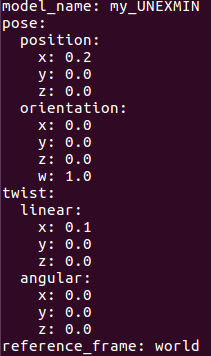 model_name: my_UNEXMIN
pose:
  position:
    x: 0.2
    y: 0.0
    z: 0.0
  orientation:
    x: 0.0
    y: 0.0
    z: 0.0
    w: 1.0
twist:
  linear:
    x: 0.1
    y: 0.0
    z: 0.0
  angular:
    x: 0.0
    y: 0.0
    z: 0.0
reference_frame: world